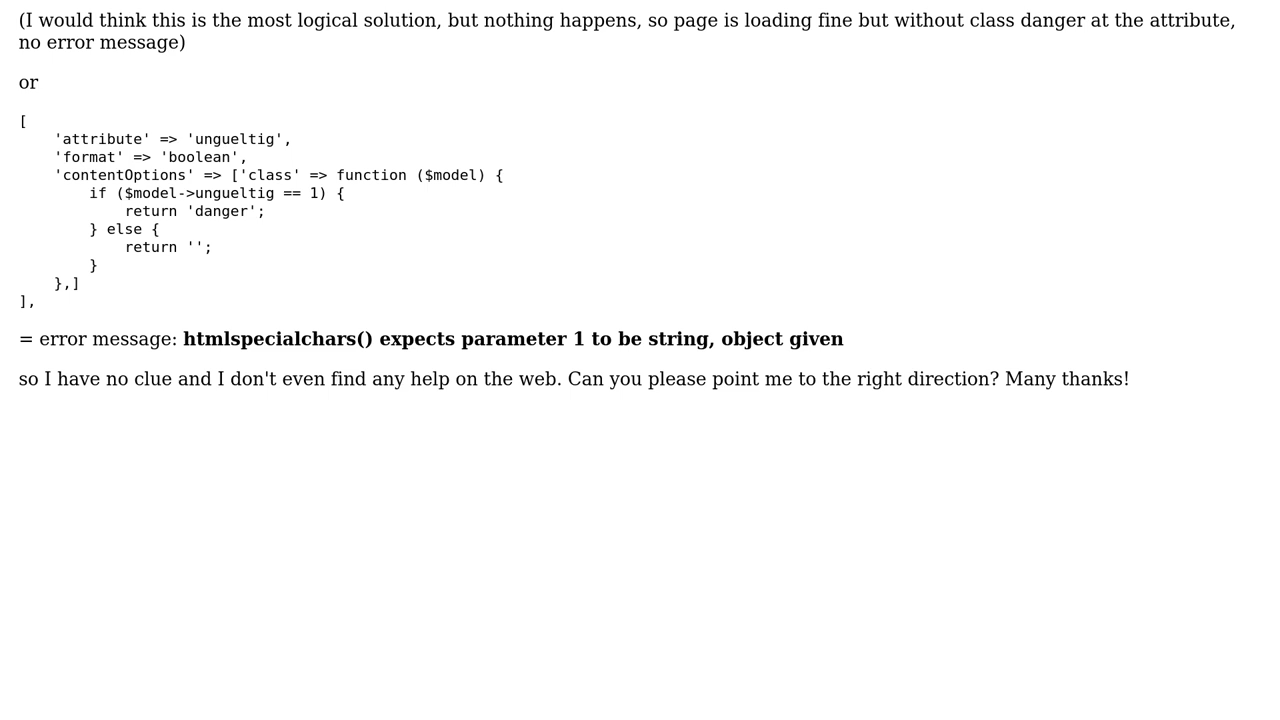 (I would think this is the most logical solution, but nothing happens, so page is loading fine but without class danger at the attribute,
no error message)
or
[
    'attribute' => 'ungueltig',
    'format' => 'boolean',
    'contentOptions' => ['class' => function ($model) {
        if ($model->ungueltig == 1) {
            return 'danger';
        } else {
            return '';
        }
    },]
],
= error message: htmlspecialchars() expects parameter 1 to be string, object given
so I have no clue and I don't even find any help on the web. Can you please point me to the right direction? Many thanks!